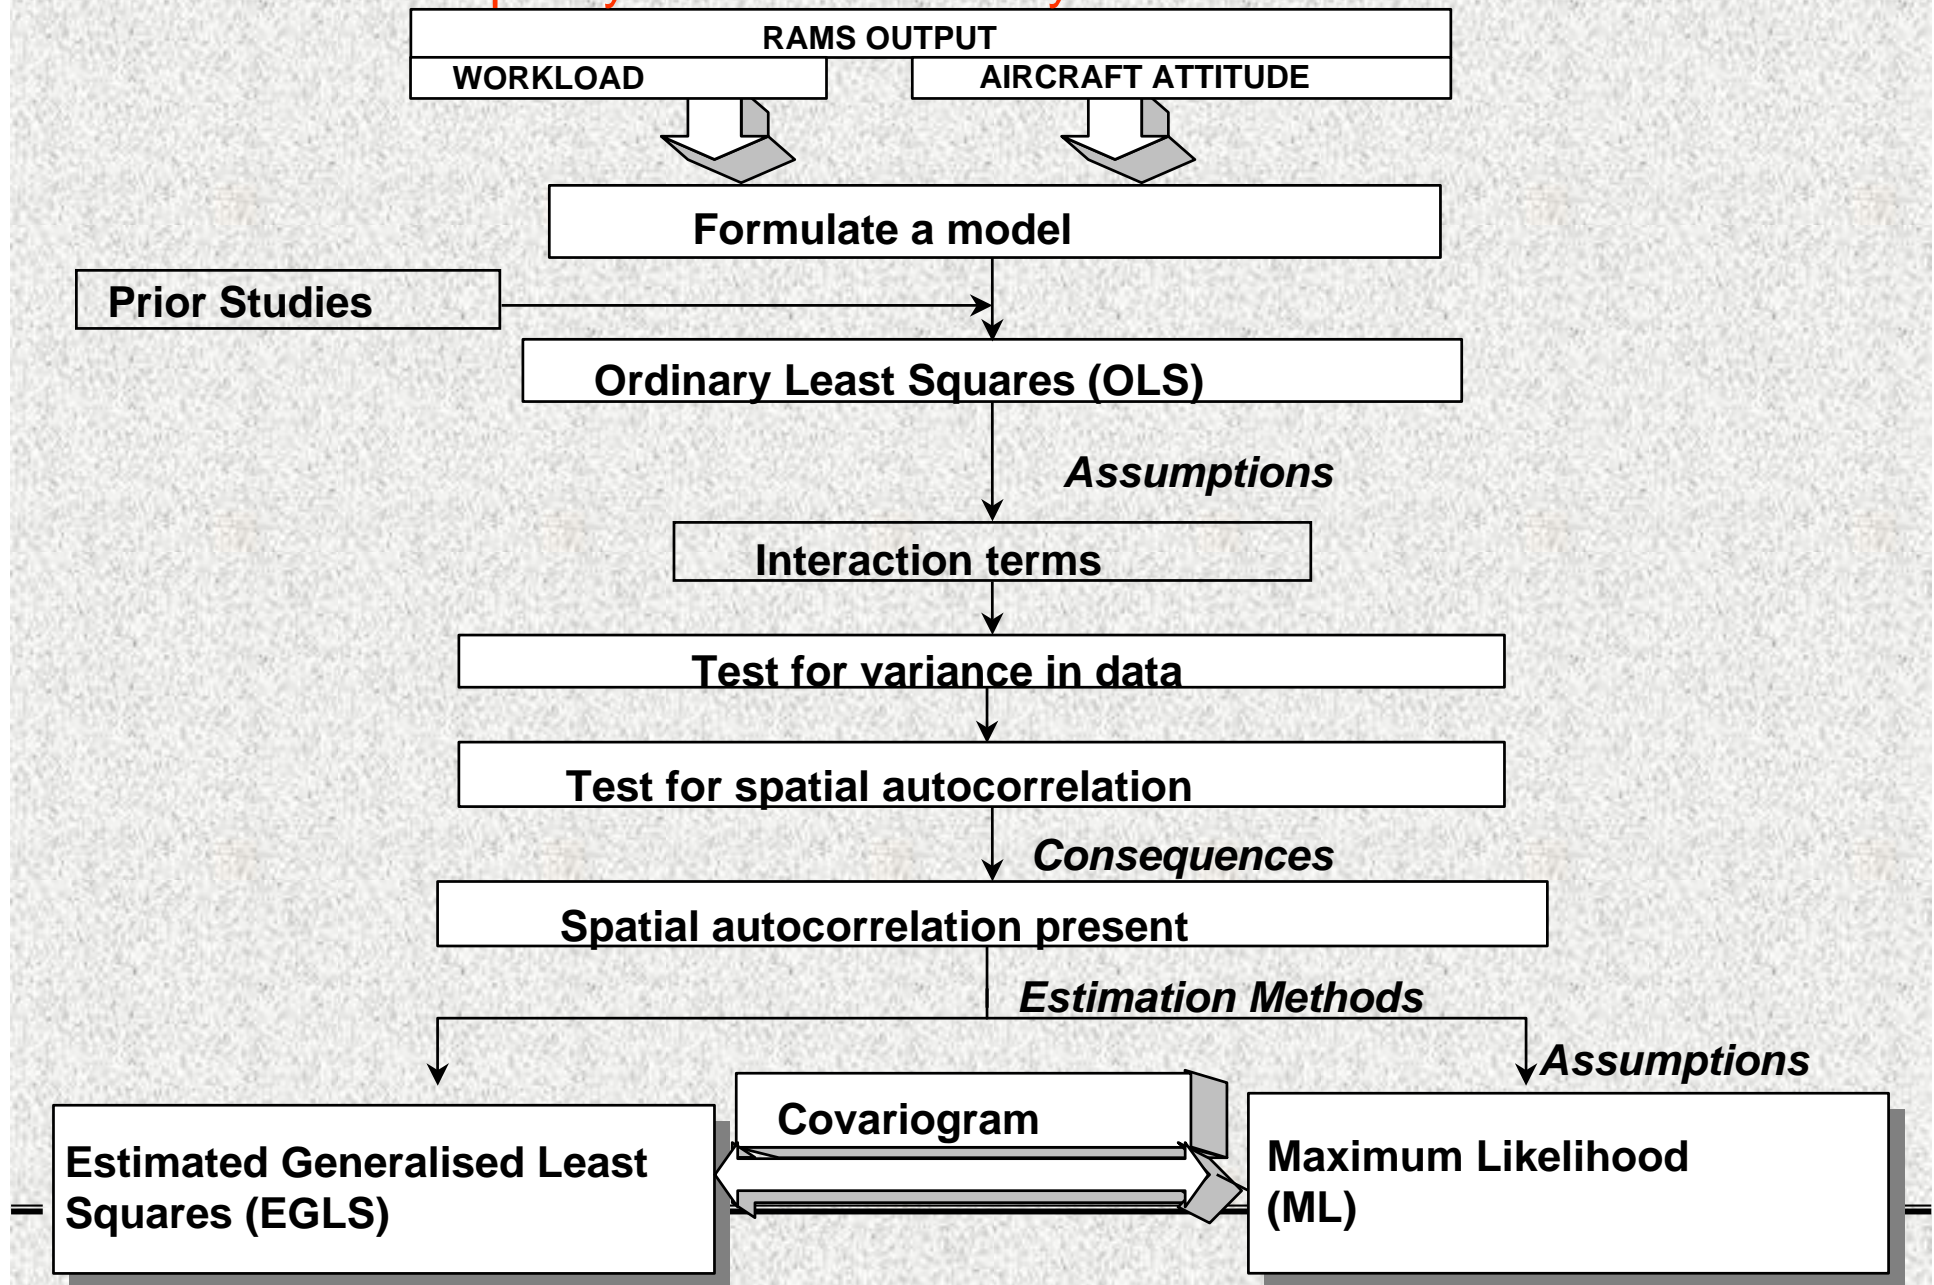 RAMS OUTPUT
WORKLOAD
AIRCRAFT ATTITUDE
Formulate a model
Prior Studies
Ordinary Least Squares (OLS)
Assumptions
Interaction terms
Test for variance in data
Test for spatial autocorrelation
Consequences
Spatial autocorrelation present
Estimation Methods
Assumptions
Covariogram
Estimated Generalised Least
Squares (EGLS)
Maximum Likelihood
(ML)